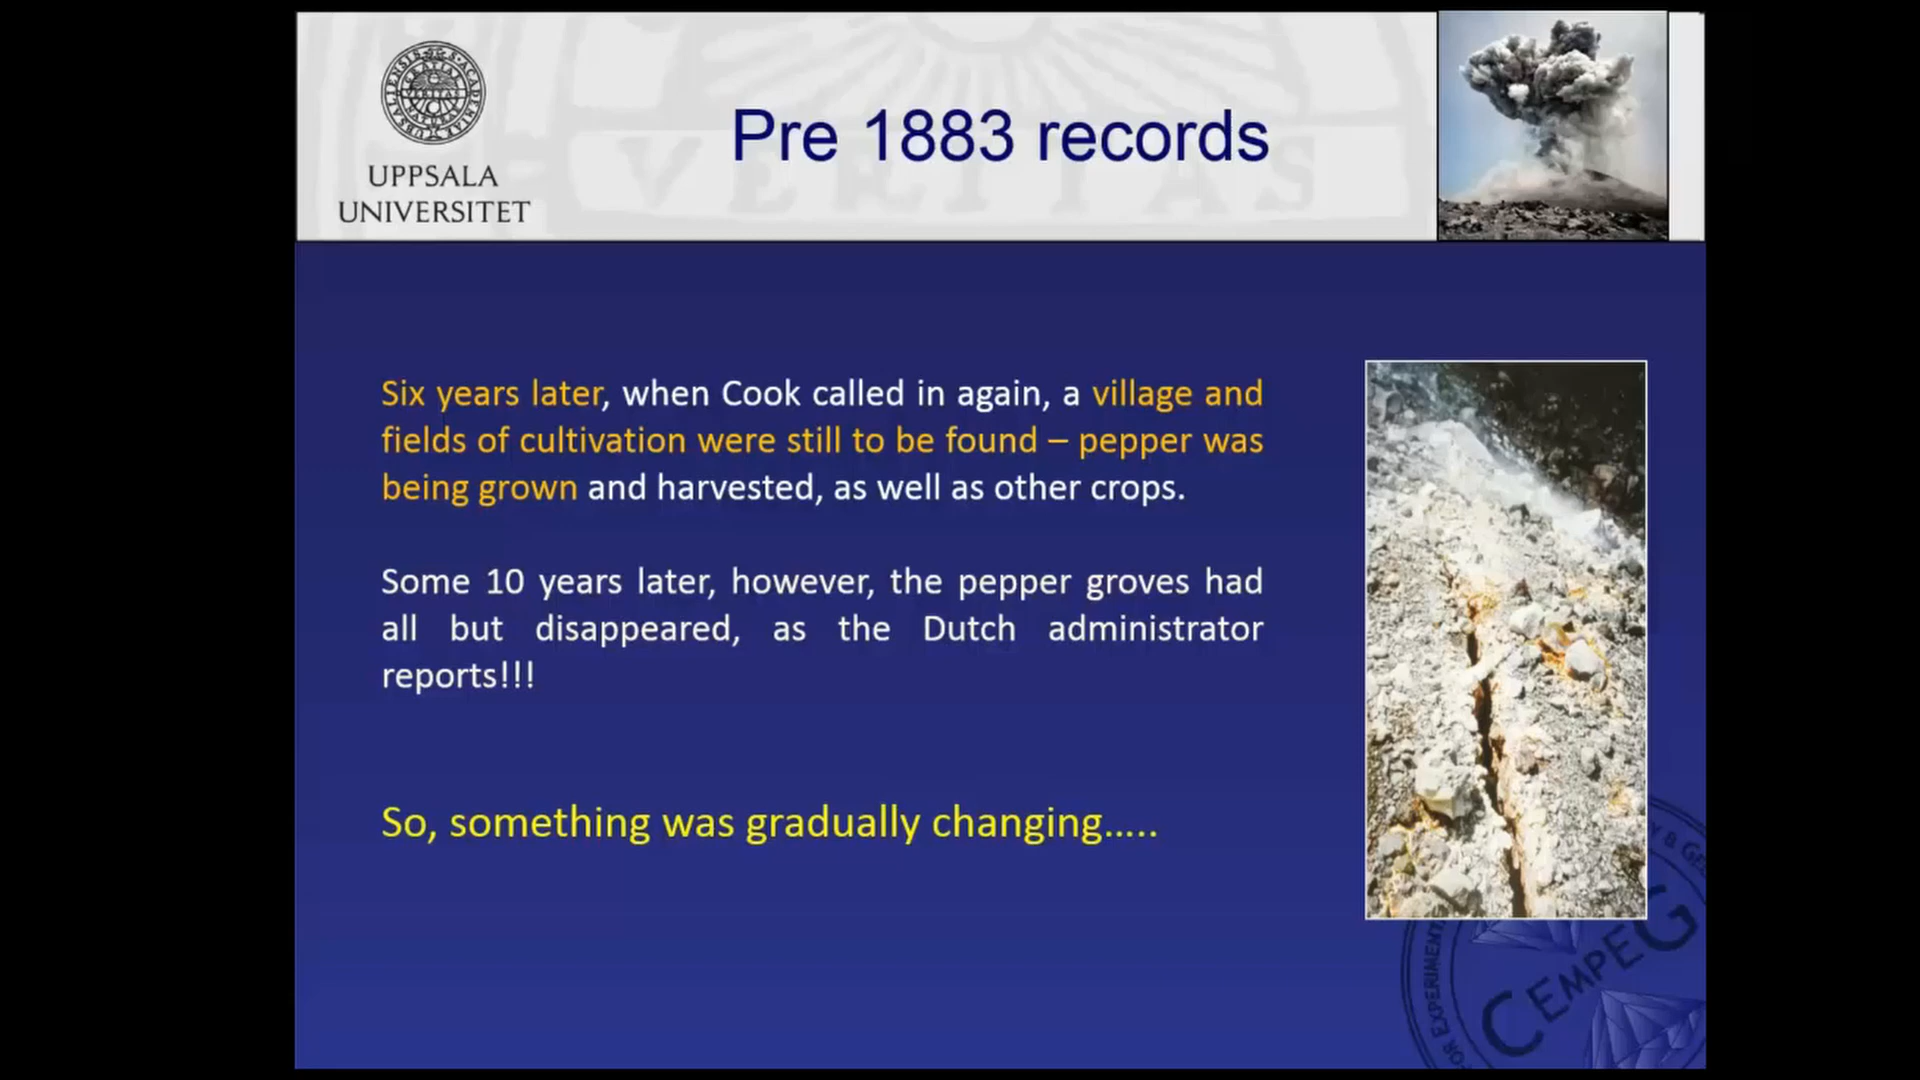 UPPSALA
UNIVERSITET
Pre 1883 records
VERITAS
Six years later, when Cook called in again, a village and
fields of cultivation were still to be found – pepper was
being grown and harvested, as well as other crops.
Some 10 years later, however, the pepper groves had
all but disappeared, as the Dutch administrator
reports!!!
So, something was gradually changing.....
CEMPEG
FOR EXPERIMENT